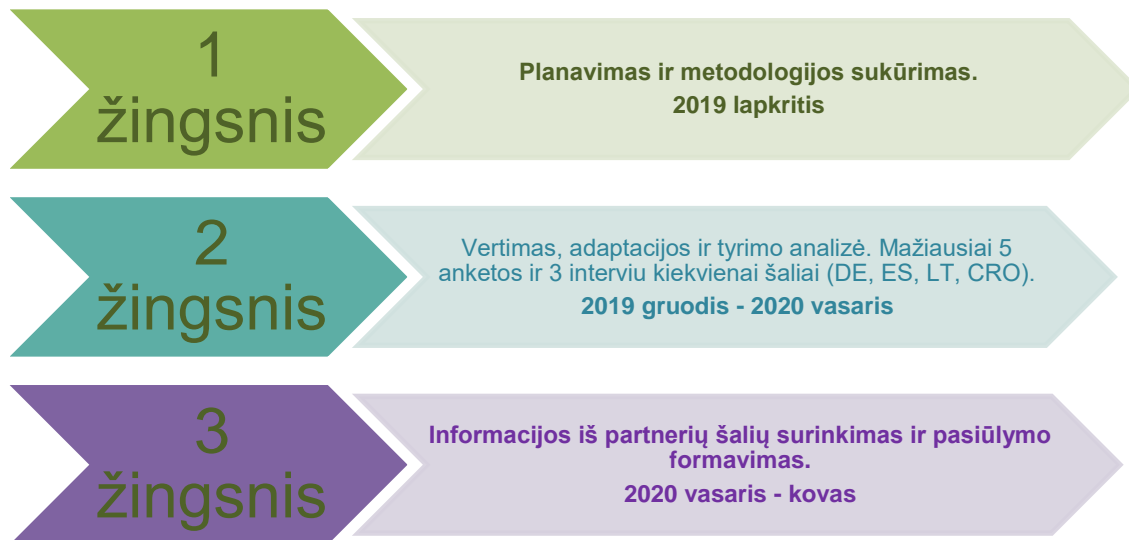 1
žingsnis
Planavimas ir metodologijos sukūrimas.
2019 lapkritis
2
žingsnis
Vertimas, adaptacijos ir tyrimo analizė. Mažiausiai 5
anketos ir 3 interviu kiekvienai šaliai (DE, ES, LT, CRO).
2019 gruodis - 2020 vasaris
3
žingsnis
Informacijos iš partnerių šalių surinkimas ir pasiūlymo
formavimas.
2020 vasaris - kovas